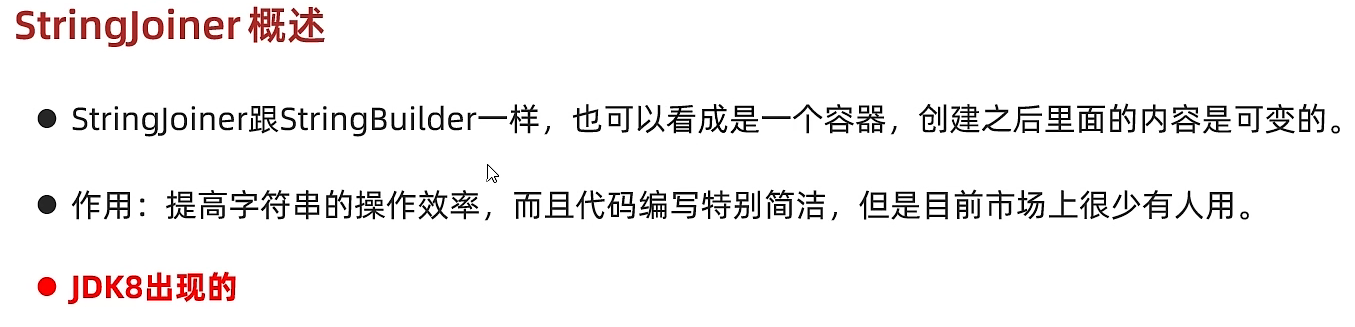 StringJoiner 概述
● StringJoiner跟StringBuilder一样，也可以看成是一个容器，创建之后里面的内容是可变的。
● 作用：提高字符串的操作效率，而且代码编写特别简洁，但是目前市场上很少有人用。
● JDK8出现的